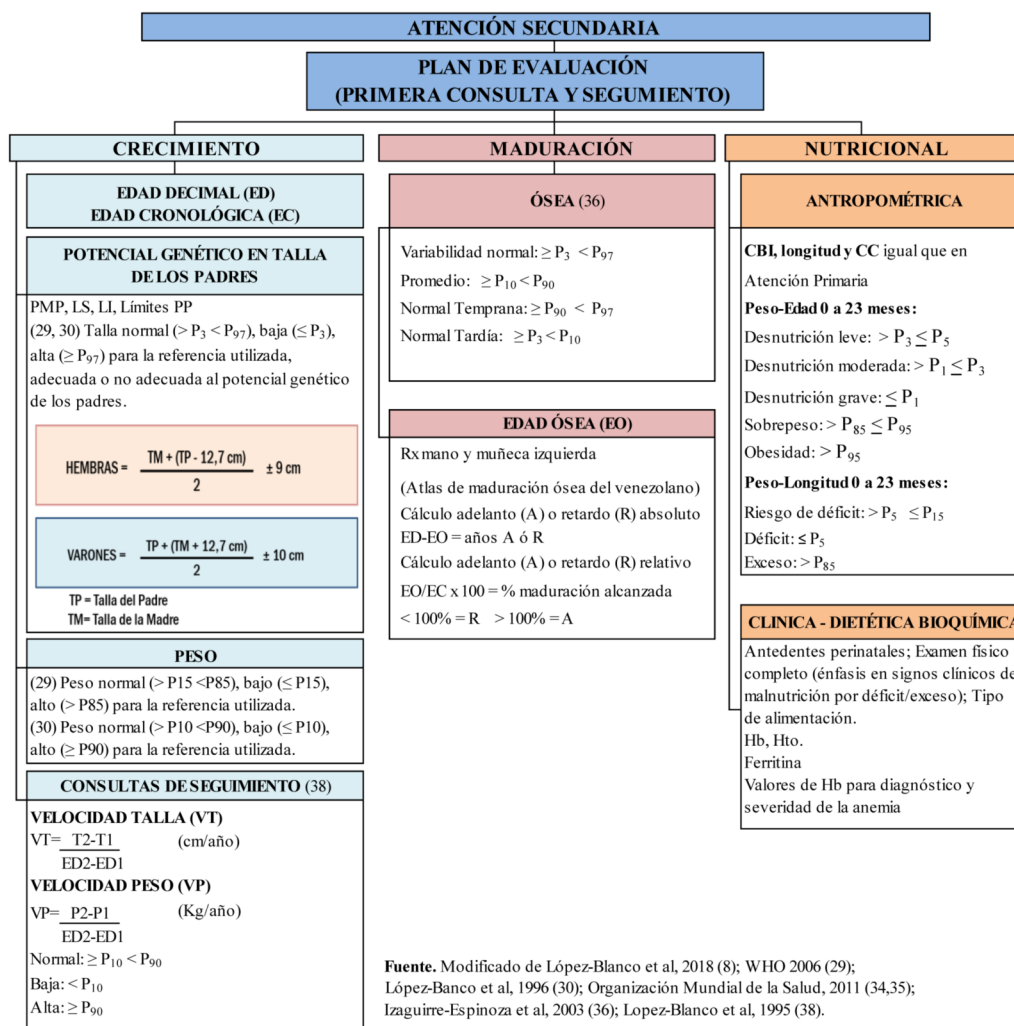 ATENCIÓN SECUNDARIA
PLAN DE EVALUACIÓN
(PRIMERA CONSULTA Y SEGUMIENTO)
CRECIMIENTO
EDAD DECIMAL (ED)
EDAD CRONOLÓGICA (EC)
POTENCIAL GENÉTICO EN TALLA
DE LOS PADRES
PMP, LS, LI, Límites PP
(29, 30) Talla normal (> P3 < P97), baja (≤ P3),
alta (≥ P97) para la referencia utilizada,
adecuada o no adecuada al potencial genético
de los padres.
HEMBRAS = TM + (TP - 12,7 cm) / 2 ± 9 cm
VARONES = TP + (TM + 12,7 cm) / 2 ± 10 cm
TP = Talla del Padre
TM= Talla de la Madre
PESO
(29) Peso normal (> P15 <P85), bajo (≤ P15),
alto (> P85) para la referencia utilizada.
(30) Peso normal (> P10 <P90), bajo (≤ P10),
alto (≥ P90) para la referencia utilizada.
CONSULTAS DE SEGUIMIENTO (38)
VELOCIDAD TALLA (VT)
VT= T2-T1 / ED2-ED1 (cm/año)
VELOCIDAD PESO (VP)
VP= P2-P1 / ED2-ED1 (Kg/año)
Normal: ≥ P10 < P90
Baja: < P10
Alta: ≥ P90
MADURACIÓN
ÓSEA (36)
Variabilidad normal: ≥ P3 < P97
Promedio: ≥ P10 < P90
Normal Temprana: ≥ P90 < P97
Normal Tardía: ≥ P3 < P10
EDAD ÓSEA (EO)
Rx mano y muñeca izquierda
(Atlas de maduración ósea del venezolano)
Cálculo adelanto (A) o retardo (R) absoluto
ED-EO = años A ó R
Cálculo adelanto (A) o retardo (R) relativo
EO/EC x 100 = % maduración alcanzada
< 100% = R > 100% = A
NUTRICIONAL
ANTROPOMÉTRICA
CBI, longitud y CC igual que en
Atención Primaria
Peso-Edad 0 a 23 meses:
Desnutrición leve: > P3 ≤ P5
Desnutrición moderada: > P1 ≤ P3
Desnutrición grave: ≤ P1
Sobrepeso: > P85 ≤ P95
Obesidad: > P95
Peso-Longitud 0 a 23 meses:
Riesgo de déficit: > P5 ≤ P15
Déficit: ≤ P5
Exceso: > P85
CLINICA - DIETÉTICA BIOQUÍMICA
Antedentes perinatales; Examen físico
completo (énfasis en signos clínicos de
malnutrición por déficit/exceso); Tipo
de alimentación.
Hb, Hto.
Ferritina
Valores de Hb para diagnóstico y
severidad de la anemia
Fuente. Modificado de López-Blanco et al, 2018 (8); WHO 2006 (29);
López-Banco et al, 1996 (30); Organización Mundial de la Salud, 2011 (34,35);
Izaguirre-Espinoza et al, 2003 (36); Lopez-Blanco et al, 1995 (38).